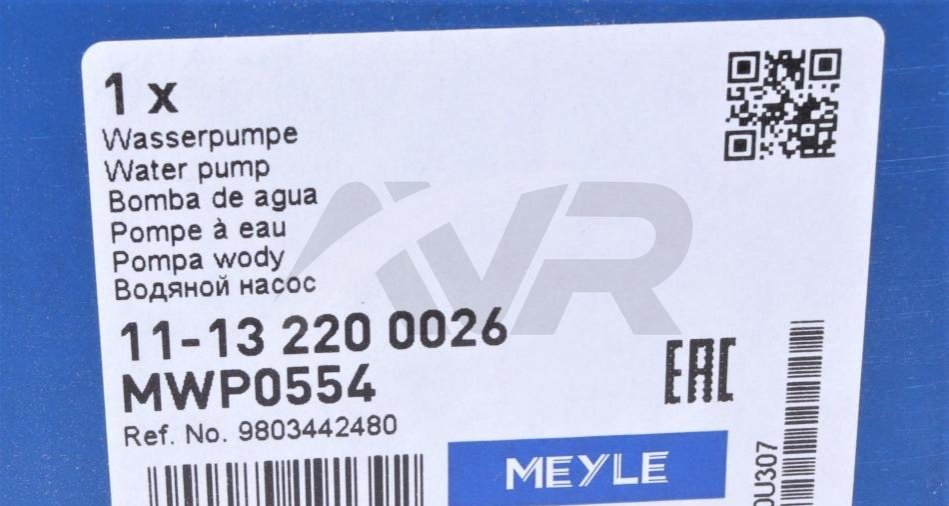 1 x
Wasserpumpe
Water pump
Bomba de agua
Pompe à eau
Pompa wody
Водяной насос
11-13 220 0026
MWP0554
Ref. No. 9803442480
EAC
MEYLE
VR